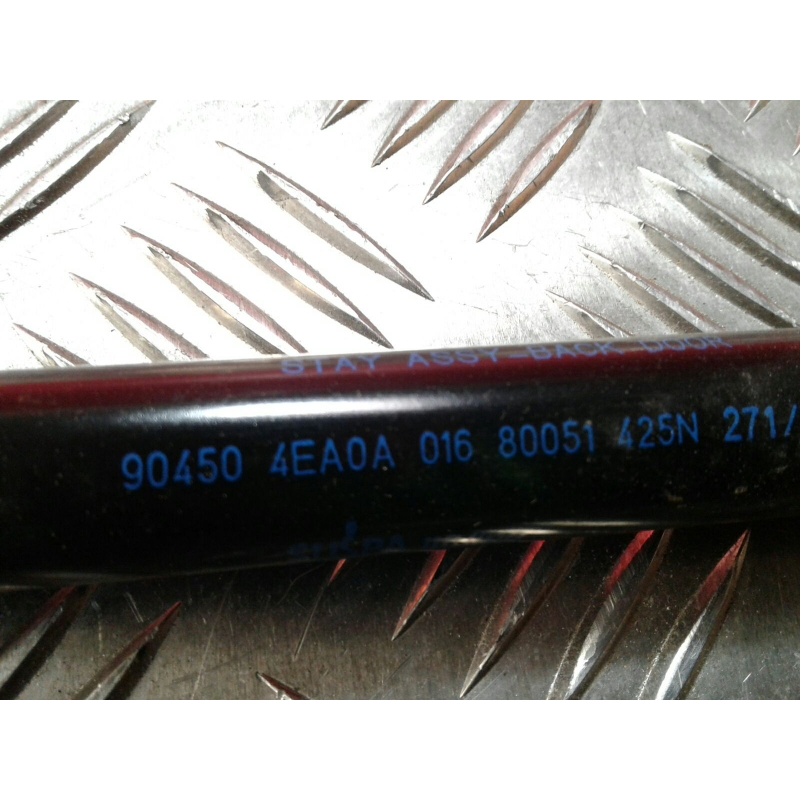 STAY ASSY-BACK DOOR
90450 4EA0A 016 80051 425N 271/